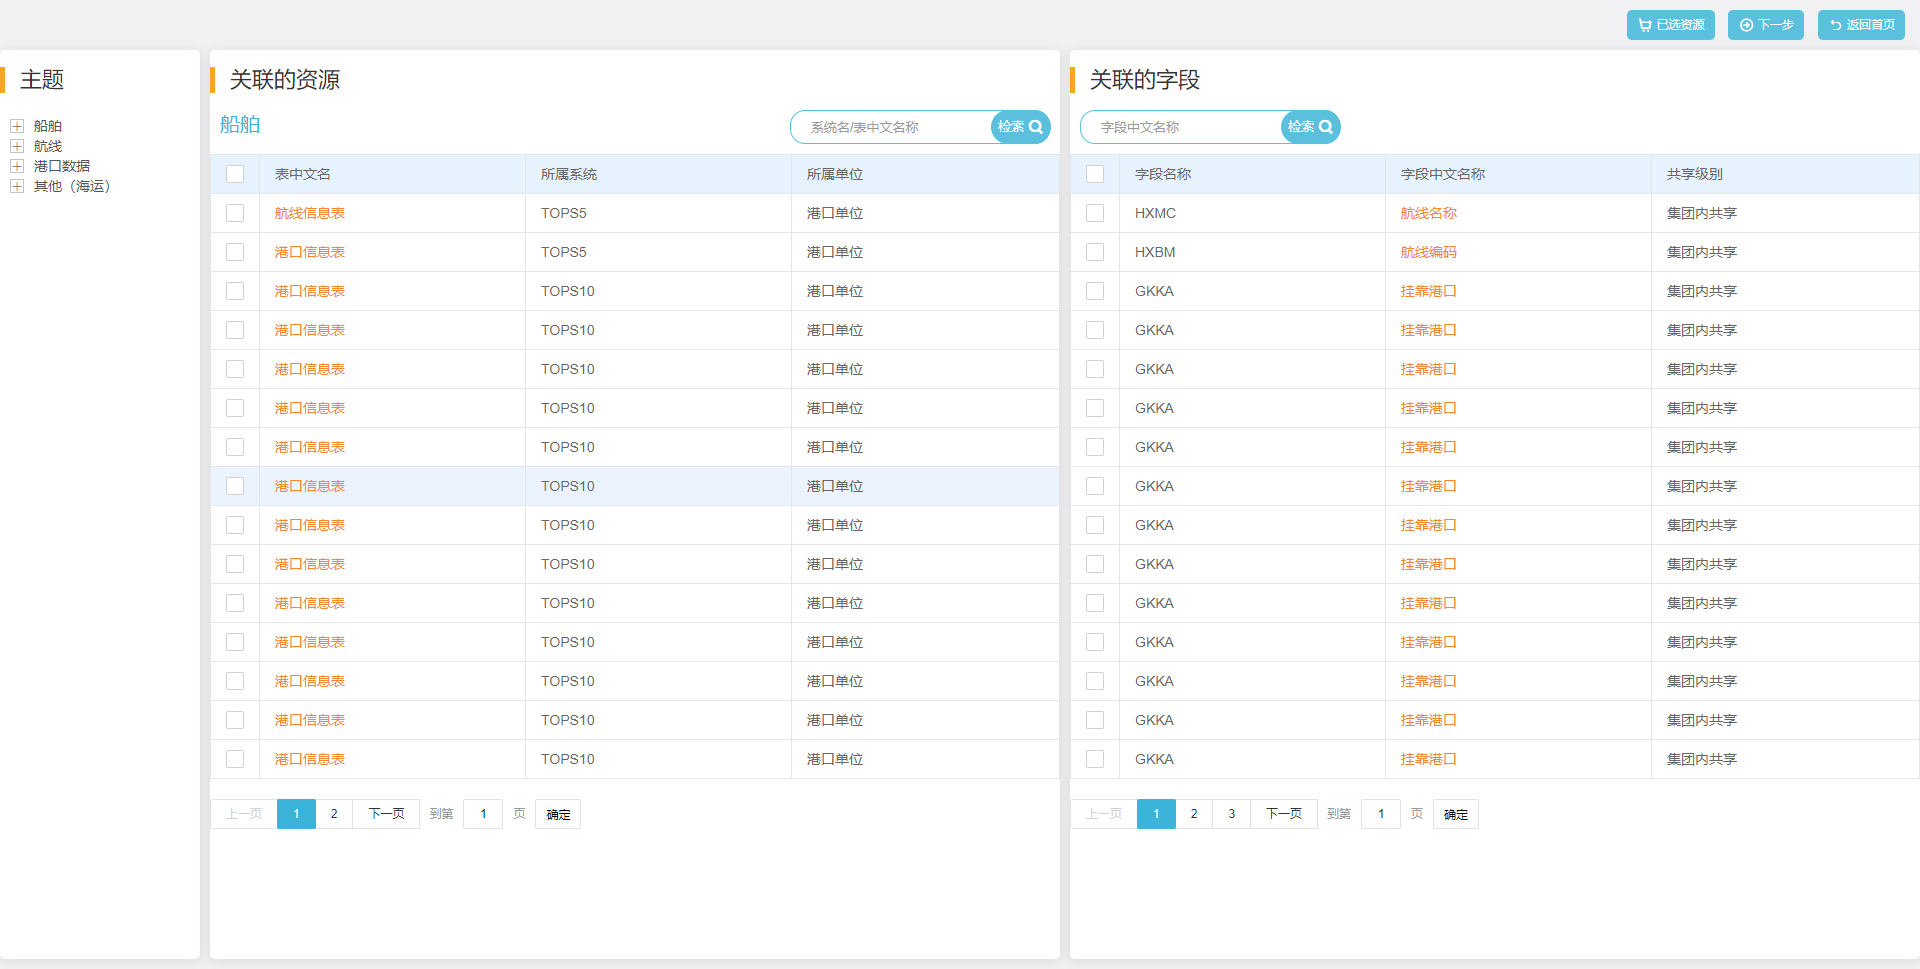 已选资源 下一步 返回首页
主题
船舶
航线
港口数据
其他（海运）
关联的资源
船舶
系统名/表中文名称 检索
表中文名 所属系统 所属单位
航线信息表 TOPS5 港口单位
港口信息表 TOPS5 港口单位
港口信息表 TOPS10 港口单位
港口信息表 TOPS10 港口单位
港口信息表 TOPS10 港口单位
港口信息表 TOPS10 港口单位
港口信息表 TOPS10 港口单位
港口信息表 TOPS10 港口单位
港口信息表 TOPS10 港口单位
港口信息表 TOPS10 港口单位
港口信息表 TOPS10 港口单位
港口信息表 TOPS10 港口单位
港口信息表 TOPS10 港口单位
港口信息表 TOPS10 港口单位
港口信息表 TOPS10 港口单位
上一页 1 2 下一页 到第 1 页 确定
关联的字段
字段中文名称 检索
字段名称 字段中文名称 共享级别
HXMC 航线名称 集团内共享
HXBM 航线编码 集团内共享
GKKA 挂靠港口 集团内共享
GKKA 挂靠港口 集团内共享
GKKA 挂靠港口 集团内共享
GKKA 挂靠港口 集团内共享
GKKA 挂靠港口 集团内共享
GKKA 挂靠港口 集团内共享
GKKA 挂靠港口 集团内共享
GKKA 挂靠港口 集团内共享
GKKA 挂靠港口 集团内共享
GKKA 挂靠港口 集团内共享
GKKA 挂靠港口 集团内共享
GKKA 挂靠港口 集团内共享
GKKA 挂靠港口 集团内共享
上一页 1 2 3 下一页 到第 1 页 确定